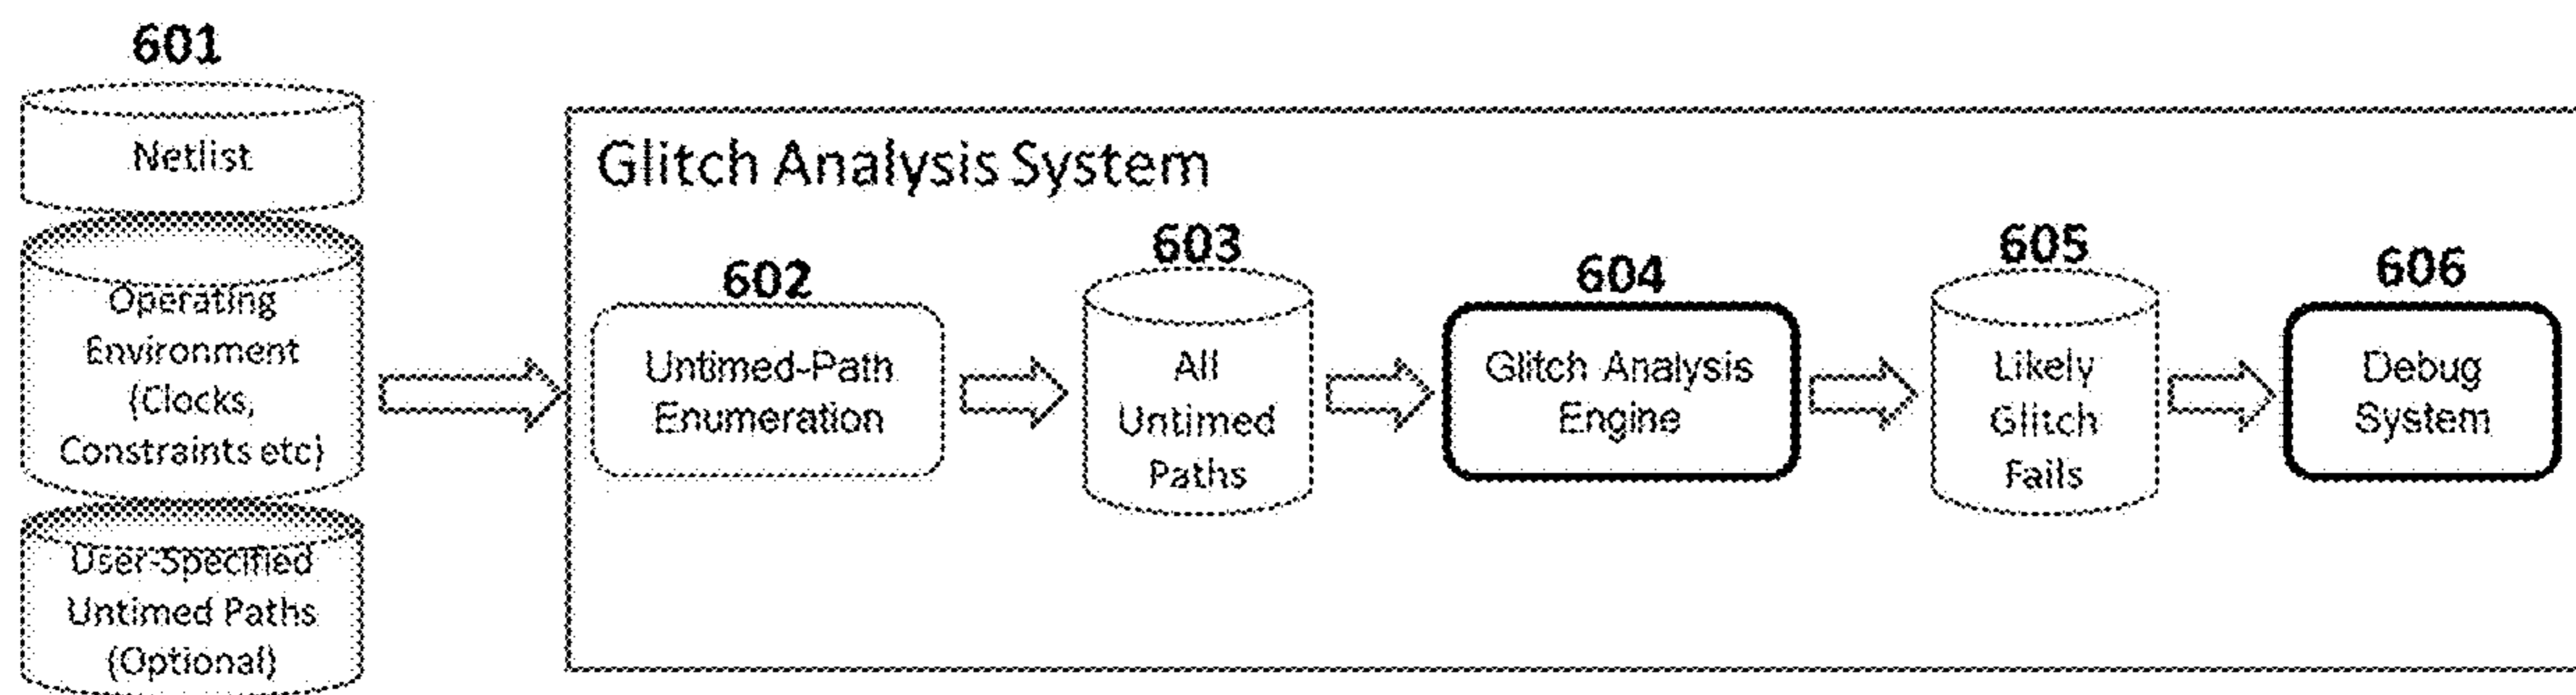 601
Netlist
Operating
Environment
(Clocks,
Constraints etc)
User-Specified
Untimed Paths
(Optional)
Glitch Analysis System
602
Untimed-Path
Enumeration
603
All
Untimed
Paths
604
Glitch Analysis
Engine
605
Likely
Glitch
Fails
606
Debug
System